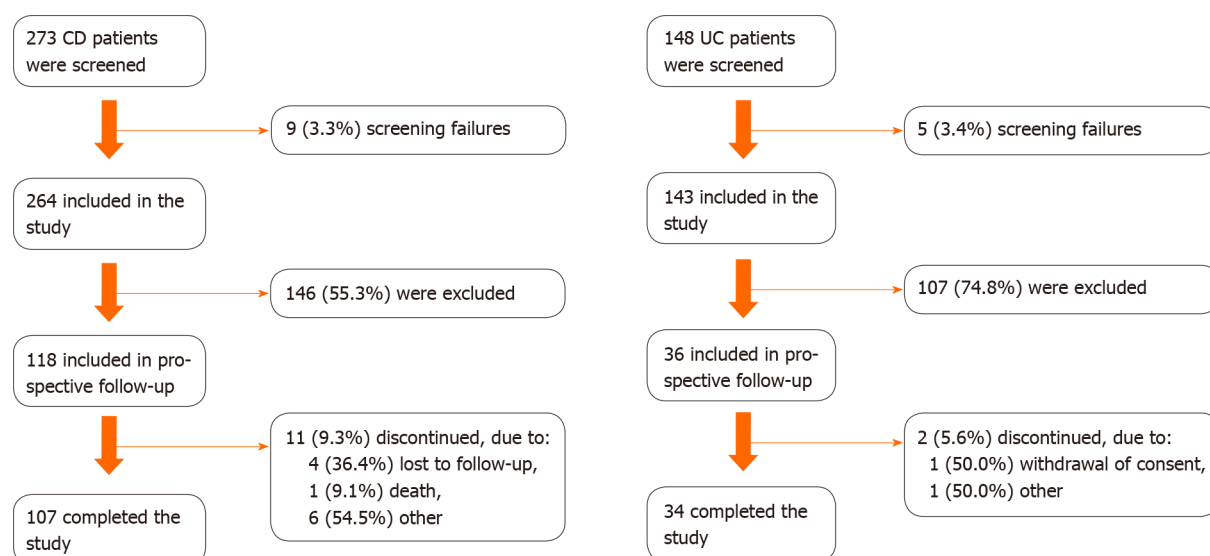 273 CD patients
were screened
9 (3.3%) screening failures
264 included in the
study
146 (55.3%) were excluded
118 included in pro-
spective follow-up
11 (9.3%) discontinued, due to:
4 (36.4%) lost to follow-up,
1 (9.1%) death,
6 (54.5%) other
107 completed the
study
148 UC patients
were screened
5 (3.4%) screening failures
143 included in the
study
107 (74.8%) were excluded
36 included in pro-
spective follow-up
2 (5.6%) discontinued, due to:
1 (50.0%) withdrawal of consent,
1 (50.0%) other
34 completed the
study